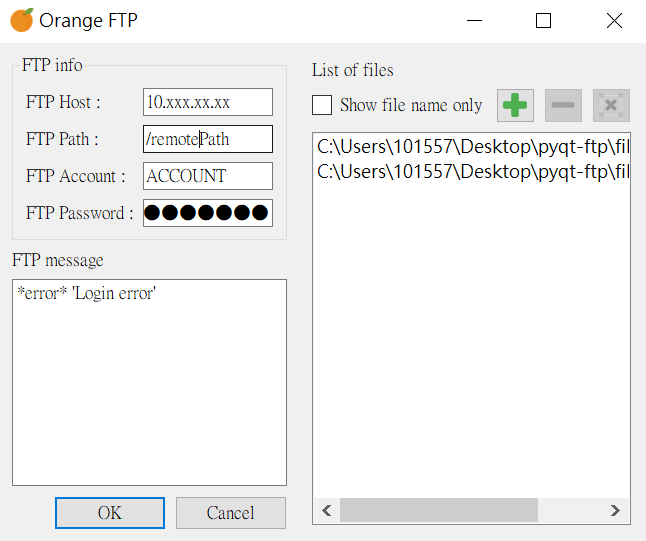 Orange FTP
FTP info
FTP Host :
10.xxx.xx.xx
FTP Path :
/remotePath
FTP Account :
ACCOUNT
FTP Password :
●●●●●●●
FTP message
*error* 'Login error'
OK
Cancel
List of files
Show file name only
C:\Users\101557\Desktop\pyqt-ftp\fil
C:\Users\101557\Desktop\pyqt-ftp\fil